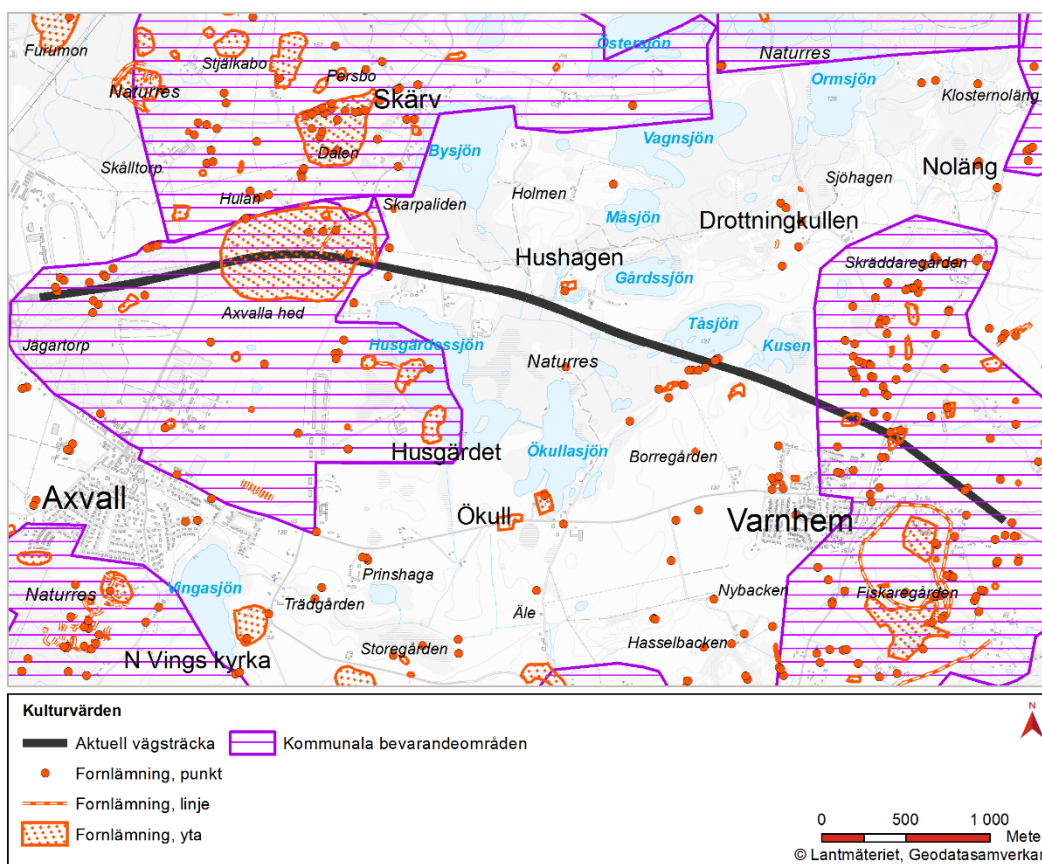 Furumon
Stjälkabo
Östersjön
Naturres
Persbo
Ormsjön
Naturres
Skärv
Klosternoläng
Vagnsjön
Bysjön
Dalen
Skålltorp
Noläng
Sjöhagen
Holmen
Hulan
Skarpaliden
Måsjön
Drottningkullen
Hushagen
Skräddaregården
Gårdssjön
Axvalla hed
Tåsjön
Jägartorp
Husgärdessjön
Kusen
Naturres
Husgärdet
Ökullasjön
Borregården
Axvall
Ökull
Varnhem
Prinshaga
Vingasjön
Naturres
Nybacken
Fiskaregården
Trädgården
Äle
Storegården
Hasselbacken
N Vings kyrka
Kulturvärden
Aktuell vägsträcka
Kommunala bevarandeområden
Fornlämning, punkt
Fornlämning, linje
Fornlämning, yta
N
0 500 1 000
Mete
© Lantmäteriet, Geodatasamverkan